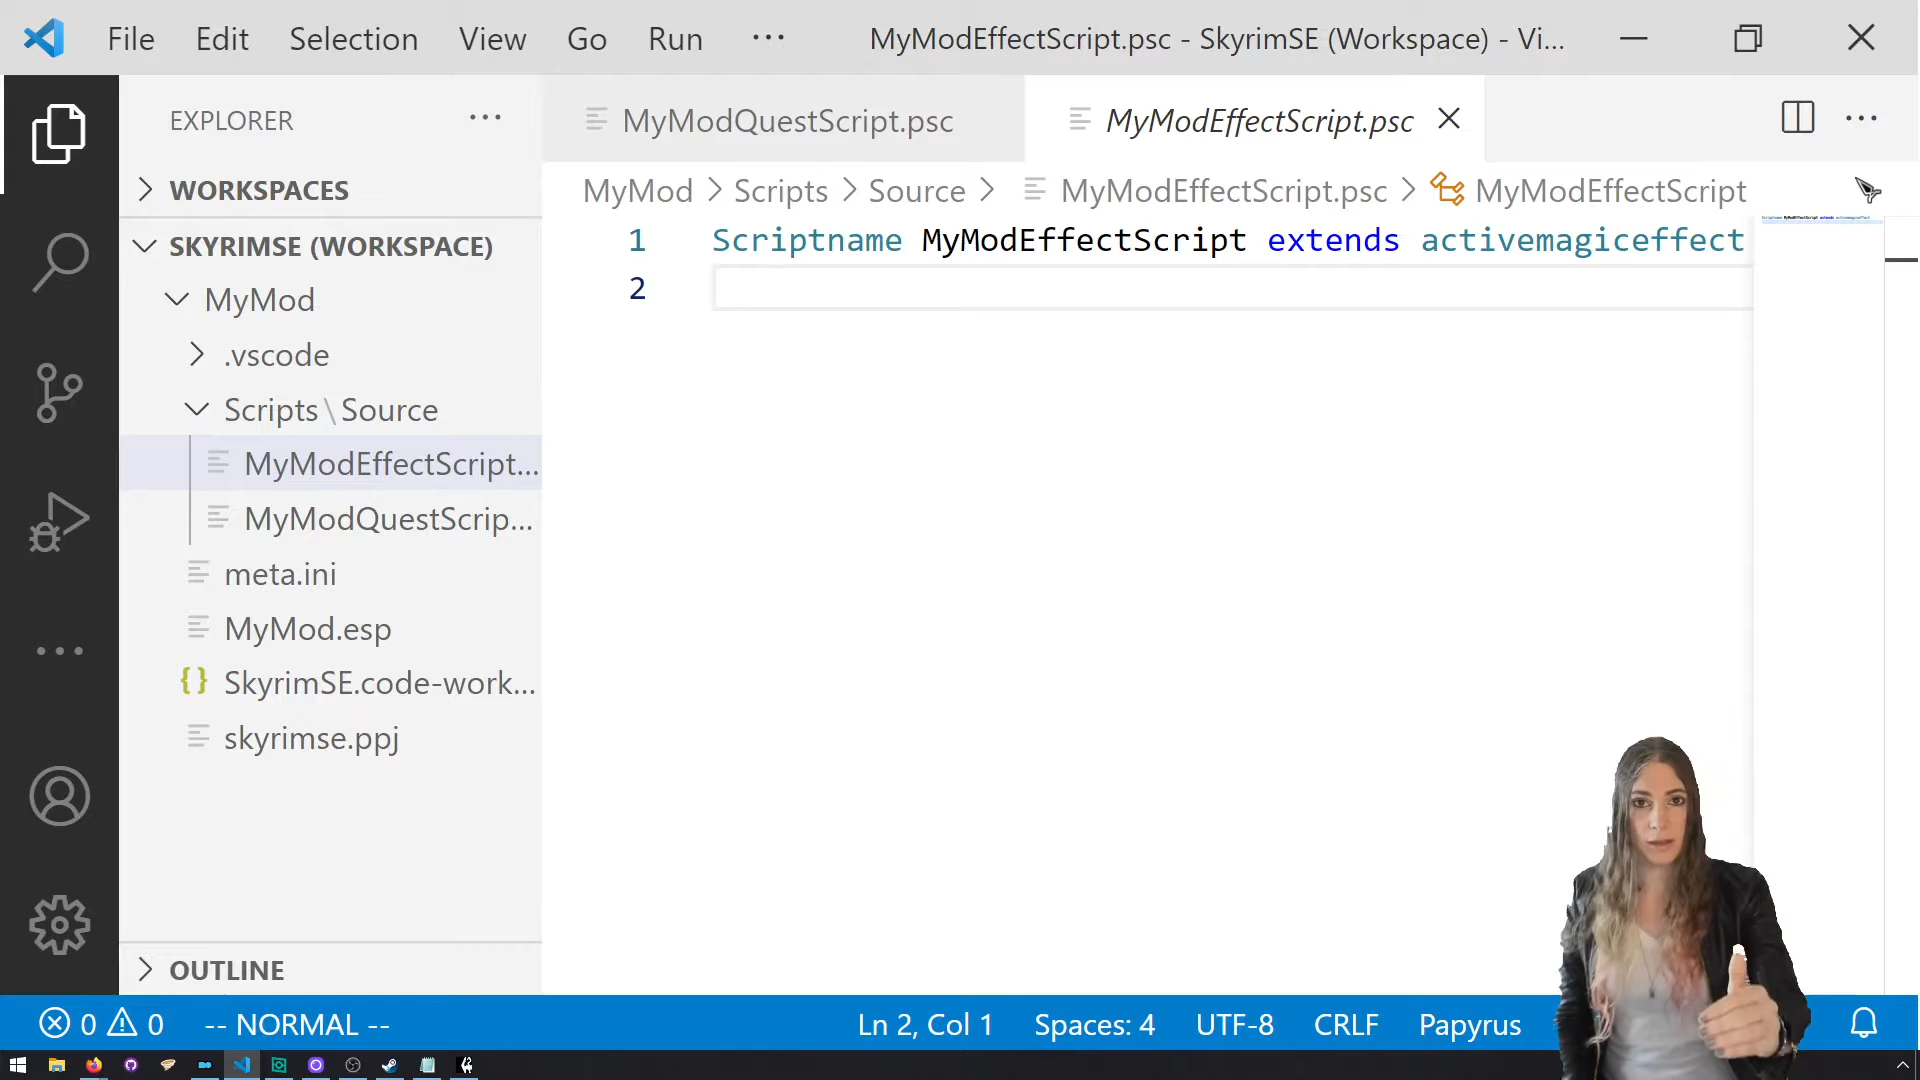 File Edit Selection View Go Run ··· MyModEffectScript.psc - SkyrimSE (Workspace) - Vi...
EXPLORER ···
MyModQuestScript.psc MyModEffectScript.psc ···
WORKSPACES
MyMod > Scripts > Source > MyModEffectScript.psc > MyModEffectScript
SKYRIMSE (WORKSPACE)
1 Scriptname MyModEffectScript extends activemagiceffect
2
MyMod
.vscode
Scripts\Source
MyModEffectScript...
MyModQuestScrip...
meta.ini
MyMod.esp
{} SkyrimSE.code-work...
skyrimse.ppj
OUTLINE
0 0 -- NORMAL -- Ln 2, Col 1 Spaces: 4 UTF-8 CRLF Papyrus